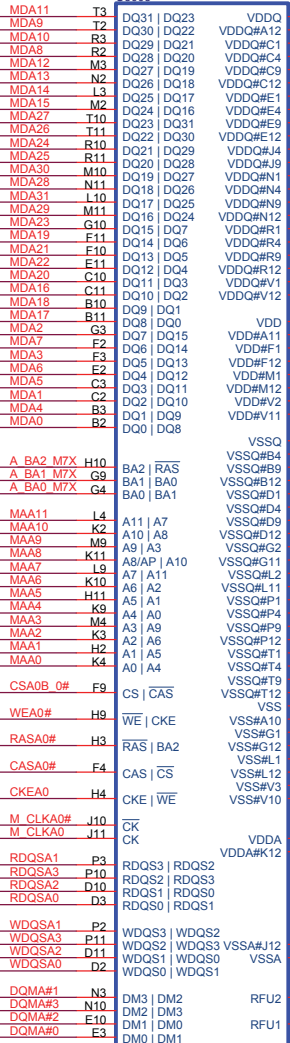 MDA11 T3 DQ31 | DQ23 VDDQ
MDA9 T2 DQ30 | DQ22 VDDQ#A12
MDA10 R3 DQ29 | DQ21 VDDQ#C1
MDA8 R2 DQ28 | DQ20 VDDQ#C4
MDA12 M3 DQ27 | DQ19 VDDQ#C9
MDA13 N2 DQ26 | DQ18 VDDQ#C12
MDA14 L3 DQ25 | DQ17 VDDQ#E1
MDA15 M2 DQ24 | DQ16 VDDQ#E4
MDA27 T10 DQ23 | DQ31 VDDQ#E9
MDA26 T11 DQ22 | DQ30 VDDQ#E12
MDA24 R10 DQ21 | DQ29 VDDQ#J4
MDA25 R11 DQ20 | DQ28 VDDQ#J9
MDA30 M10 DQ19 | DQ27 VDDQ#N1
MDA28 N11 DQ18 | DQ26 VDDQ#N4
MDA31 L10 DQ17 | DQ25 VDDQ#N9
MDA29 M11 DQ16 | DQ24 VDDQ#N12
MDA23 G10 DQ15 | DQ7 VDDQ#R1
MDA19 F11 DQ14 | DQ6 VDDQ#R4
MDA21 F10 DQ13 | DQ5 VDDQ#R9
MDA22 E11 DQ12 | DQ4 VDDQ#R12
MDA20 C10 DQ11 | DQ3 VDDQ#V1
MDA16 C11 DQ10 | DQ2 VDDQ#V12
MDA18 B10 DQ9 | DQ1
MDA17 B11 DQ8 | DQ0 VDD
MDA2 G3 DQ7 | DQ15 VDD#A11
MDA7 F2 DQ6 | DQ14 VDD#F1
MDA3 F3 DQ5 | DQ13 VDD#F12
MDA6 E2 DQ4 | DQ12 VDD#M1
MDA5 C3 DQ3 | DQ11 VDD#M12
MDA1 C2 DQ2 | DQ10 VDD#V2
MDA4 B3 DQ1 | DQ9 VDD#V11
MDA0 B2 DQ0 | DQ8
VSSQ
VSSQ#B4
A_BA2_M7X H10 BA2 | RAS VSSQ#B9
A_BA1_M7X G9 BA1 | BA0 VSSQ#B12
A_BA0_M7X G4 BA0 | BA1 VSSQ#D1
VSSQ#D4
MAA11 L4 A11 | A7 VSSQ#D9
MAA10 K2 A10 | A8 VSSQ#D12
MAA9 M9 A9 | A3 VSSQ#G2
MAA8 K11 A8/AP | A10 VSSQ#G11
MAA7 L9 A7 | A11 VSSQ#L2
MAA6 K10 A6 | A2 VSSQ#L11
MAA5 H11 A5 | A1 VSSQ#P1
MAA4 K9 A4 | A0 VSSQ#P4
MAA3 M4 A3 | A9 VSSQ#P9
MAA2 K3 A2 | A6 VSSQ#P12
MAA1 H2 A1 | A5 VSSQ#T1
MAA0 K4 A0 | A4 VSSQ#T4
VSSQ#T9
CSA0B_0# F9 CS | CAS VSSQ#T12
VSS
WEA0# H9 WE | CKE VSS#A10
VSS#G1
RASA0# H3 RAS | BA2 VSS#G12
VSS#L1
CASA0# F4 CAS | CS VSS#L12
VSS#V3
CKEA0 H4 CKE | WE VSS#V10
M_CLKA0# J10 CK
M_CLKA0 J11 CK VDDA
VDDA#K12
RDQSA1 P3 RDQS3 | RDQS2
RDQSA3 P10 RDQS2 | RDQS3
RDQSA2 D10 RDQS1 | RDQS0
RDQSA0 D3 RDQS0 | RDQS1
WDQSA1 P2 WDQS3 | WDQS2
WDQSA3 P11 WDQS2 | WDQS3 VSSA#J12
WDQSA2 D11 WDQS1 | WDQS0 VSSA
WDQSA0 D2 WDQS0 | WDQS1
DQMA#1 N3 DM3 | DM2 RFU2
DQMA#3 N10 DM2 | DM3
DQMA#2 E10 DM1 | DM0 RFU1
DQMA#0 E3 DM0 | DM1